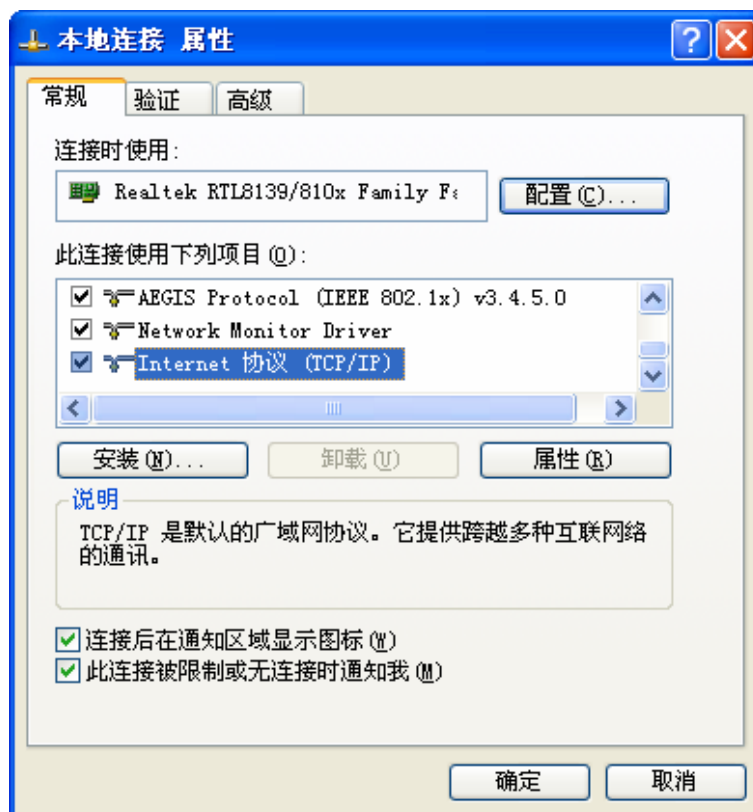 本地连接 属性
常规 验证 高级
连接时使用:
Realtek RTL8139/810x Family Fa
配置(C)...
此连接使用下列项目(O):
AEGIS Protocol (IEEE 802.1x) v3.4.5.0
Network Monitor Driver
Internet 协议 (TCP/IP)
安装(N)... 卸载(U) 属性(R)
说明
TCP/IP 是默认的广域网协议。它提供跨越多种互联网络
的通讯。
连接后在通知区域显示图标(W)
此连接被限制或无连接时通知我(M)
确定 取消